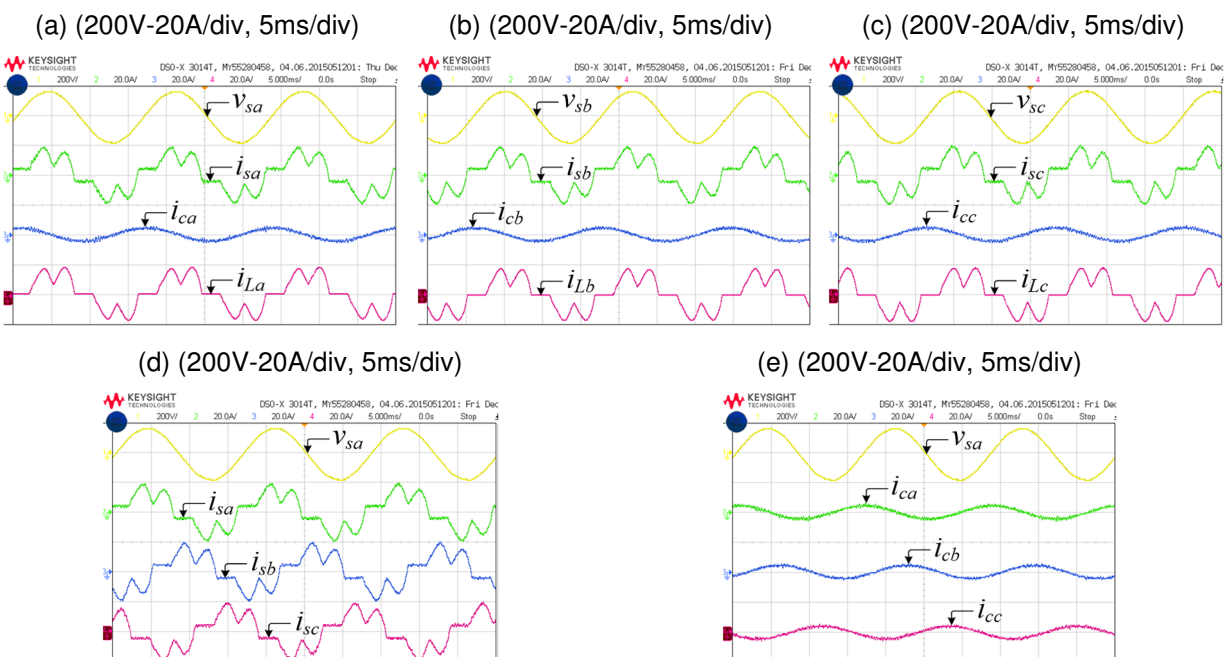 (a) (200V-20A/div, 5ms/div)
(b) (200V-20A/div, 5ms/div)
(c) (200V-20A/div, 5ms/div)
KEYSIGHT TECHNOLOGIES
DSO-X 3014T, MY55280458, 04.06.2015051201: Thu Dec
1 200V/ 2 20.0A/ 3 20.0A/ 4 20.0A/ 5.000ms/ 0.0s Stop
v_sa
i_sa
i_ca
i_La
KEYSIGHT TECHNOLOGIES
DSO-X 3014T, MY55280458, 04.06.2015051201: Fri Dec
1 200V/ 2 20.0A/ 3 20.0A/ 4 20.0A/ 5.000ms/ 0.0s Stop
v_sb
i_sb
i_cb
i_Lb
KEYSIGHT TECHNOLOGIES
DSO-X 3014T, MY55280458, 04.06.2015051201: Fri Dec
1 200V/ 2 20.0A/ 3 20.0A/ 4 20.0A/ 5.000ms/ 0.0s Stop
v_sc
i_sc
i_cc
i_Lc
(d) (200V-20A/div, 5ms/div)
(e) (200V-20A/div, 5ms/div)
KEYSIGHT TECHNOLOGIES
DSO-X 3014T, MY55280458, 04.06.2015051201: Fri Dec
1 200V/ 2 20.0A/ 3 20.0A/ 4 20.0A/ 5.000ms/ 0.0s Stop
v_sa
i_sa
i_sb
i_sc
KEYSIGHT TECHNOLOGIES
DSO-X 3014T, MY55280458, 04.06.2015051201: Fri Dec
1 200V/ 2 20.0A/ 3 20.0A/ 4 20.0A/ 5.000ms/ 0.0s Stop
v_sa
i_ca
i_cb
i_cc